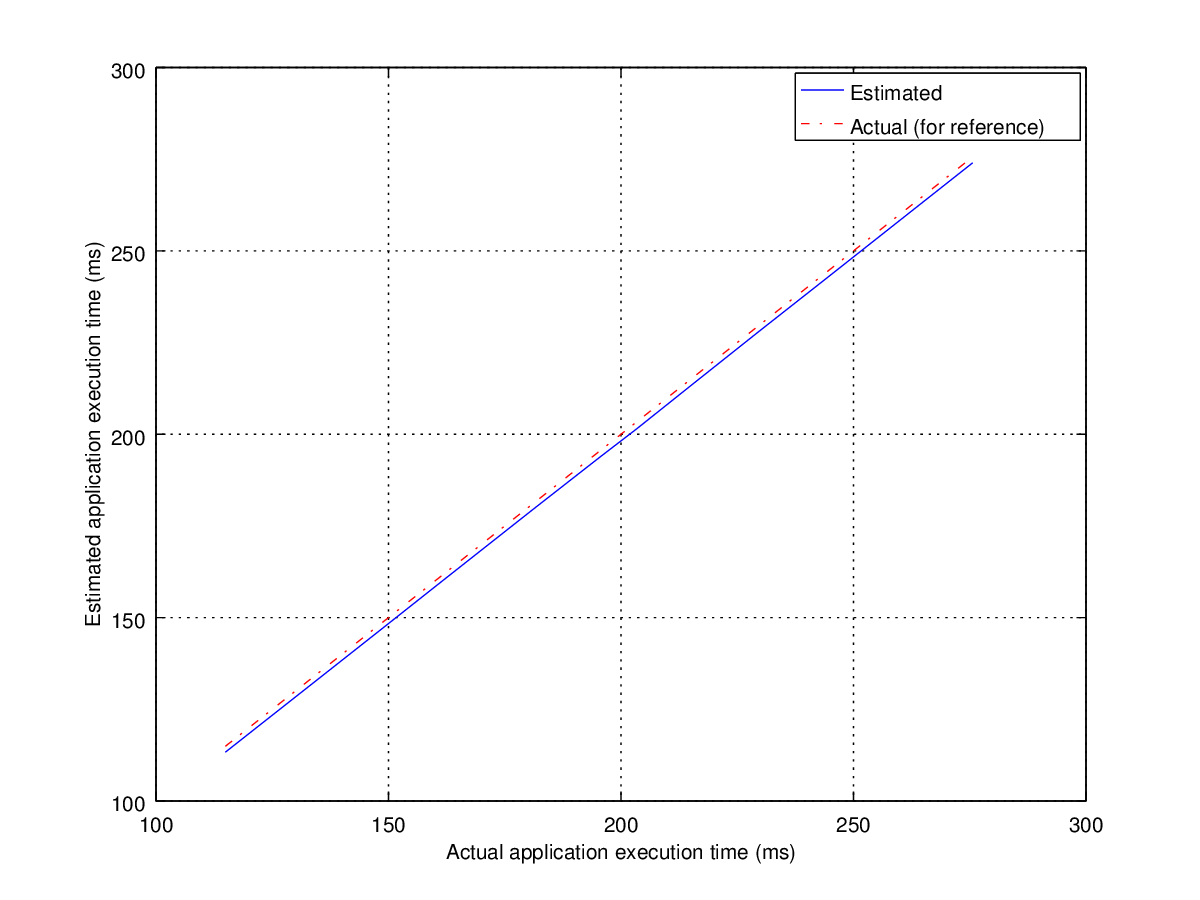 300
Estimated
Actual (for reference)
250
200
150
100
Estimated application execution time (ms)
100 150 200 250 300
Actual application execution time (ms)